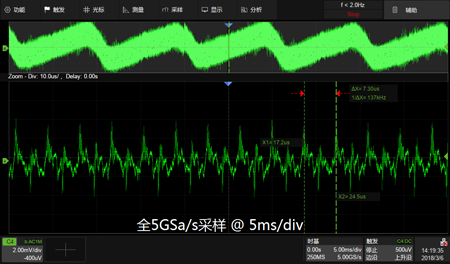 功能 触发 光标 测量 采样 显示 分析 f < 2.0Hz 辅助
Stop
Zoom - Div: 10.0us/ , Delay: 0.00s
ΔX= 7.30us
1/ΔX= 137kHz
X1= 17.2us
X2= 24.5us
全5GSa/s采样 @ 5ms/div
C4 AC1M
2.00mV/div
-400uV
时基
0.00s 5.00ms/div
250MS 5.00GS/s
触发 C4 DC
停止 500uV
边沿 上升沿
14:19:35
2018/3/6